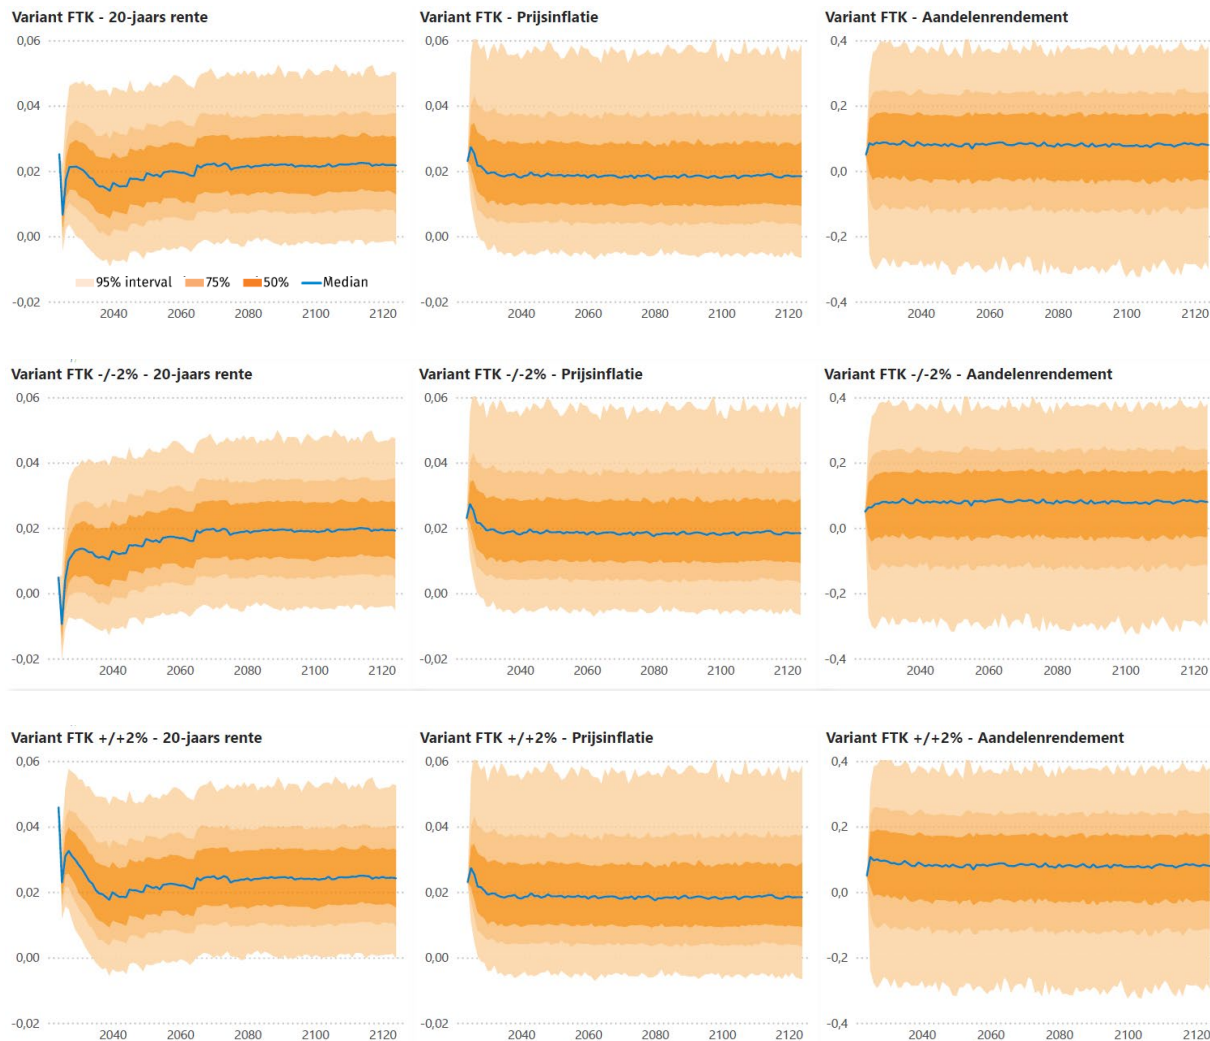 Variant FTK - 20-jaars rente
0,06
0,04
0,02
0,00
-0,02
95% interval 75% 50% Median
2040 2060 2080 2100 2120
Variant FTK - Prijsinflatie
0,06
0,04
0,02
0,00
-0,02
2040 2060 2080 2100 2120
Variant FTK - Aandelenrendement
0,4
0,2
0,0
-0,2
-0,4
2040 2060 2080 2100 2120
Variant FTK -/-2% - 20-jaars rente
0,06
0,04
0,02
0,00
-0,02
2040 2060 2080 2100 2120
Variant FTK -/-2% - Prijsinflatie
0,06
0,04
0,02
0,00
-0,02
2040 2060 2080 2100 2120
Variant FTK -/-2% - Aandelenrendement
0,4
0,2
0,0
-0,2
-0,4
2040 2060 2080 2100 2120
Variant FTK +/+2% - 20-jaars rente
0,06
0,04
0,02
0,00
-0,02
2040 2060 2080 2100 2120
Variant FTK +/+2% - Prijsinflatie
0,06
0,04
0,02
0,00
-0,02
2040 2060 2080 2100 2120
Variant FTK +/+2% - Aandelenrendement
0,4
0,2
0,0
-0,2
-0,4
2040 2060 2080 2100 2120